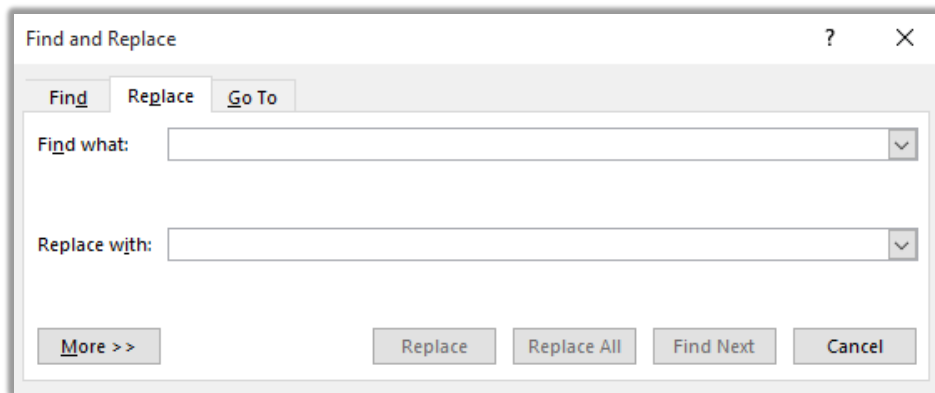 Find and Replace ?
Find Replace Go To
Find what:
Replace with:
More >> Replace Replace All Find Next Cancel